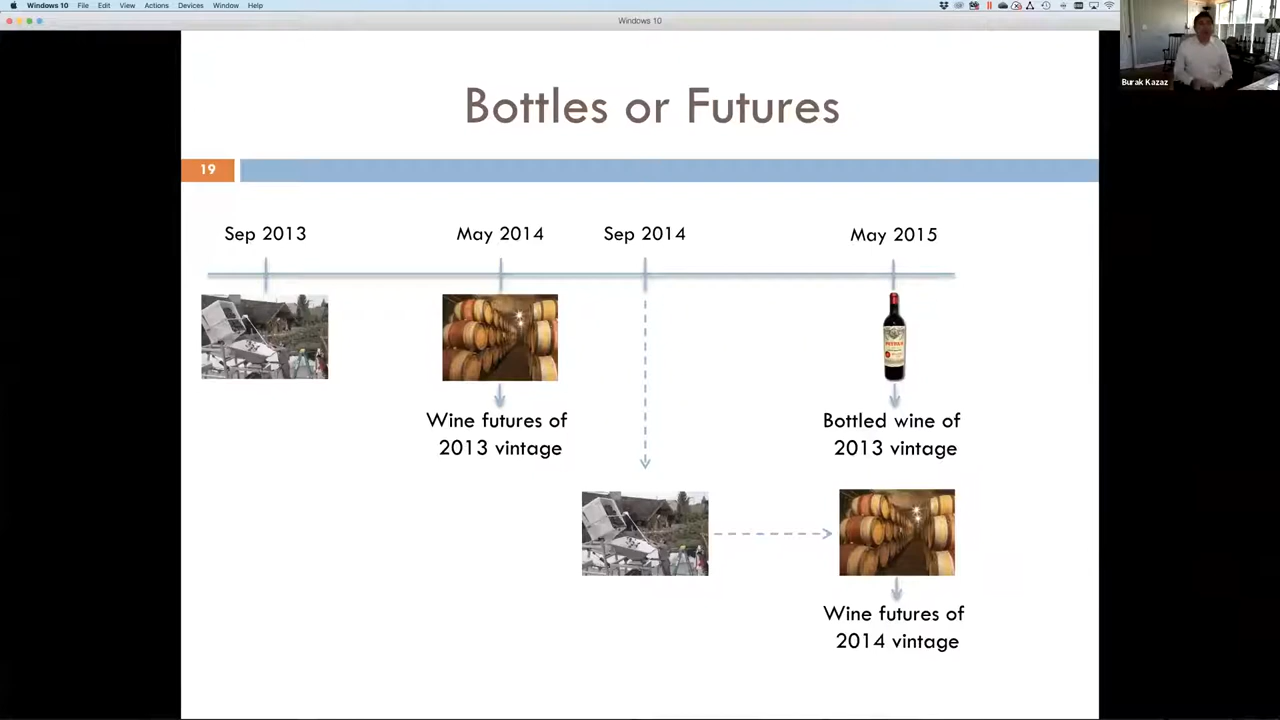 Windows 10 File Edit View Actions Devices Window Help
Windows 10
Burak Kazaz
Bottles or Futures
19
Sep 2013
May 2014
Sep 2014
May 2015
Wine futures of
2013 vintage
Bottled wine of
2013 vintage
PETRUS
Wine futures of
2014 vintage